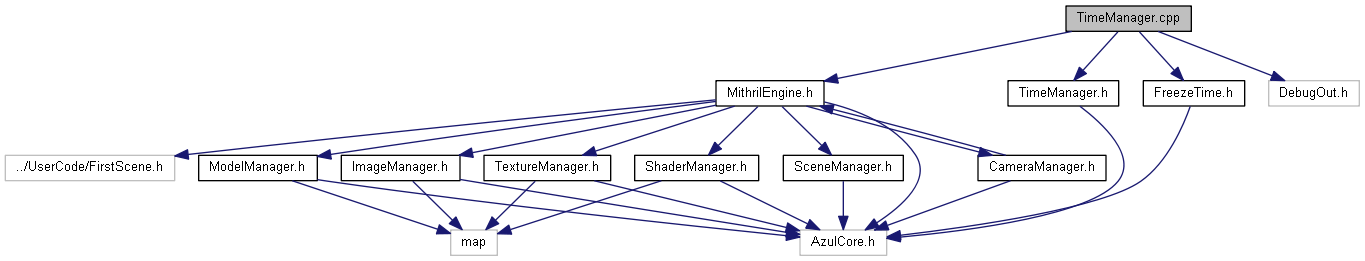 TimeManager.cpp
MithrilEngine.h
TimeManager.h
FreezeTime.h
DebugOut.h
../UserCode/FirstScene.h
ModelManager.h
ImageManager.h
TextureManager.h
ShaderManager.h
SceneManager.h
CameraManager.h
map
AzulCore.h